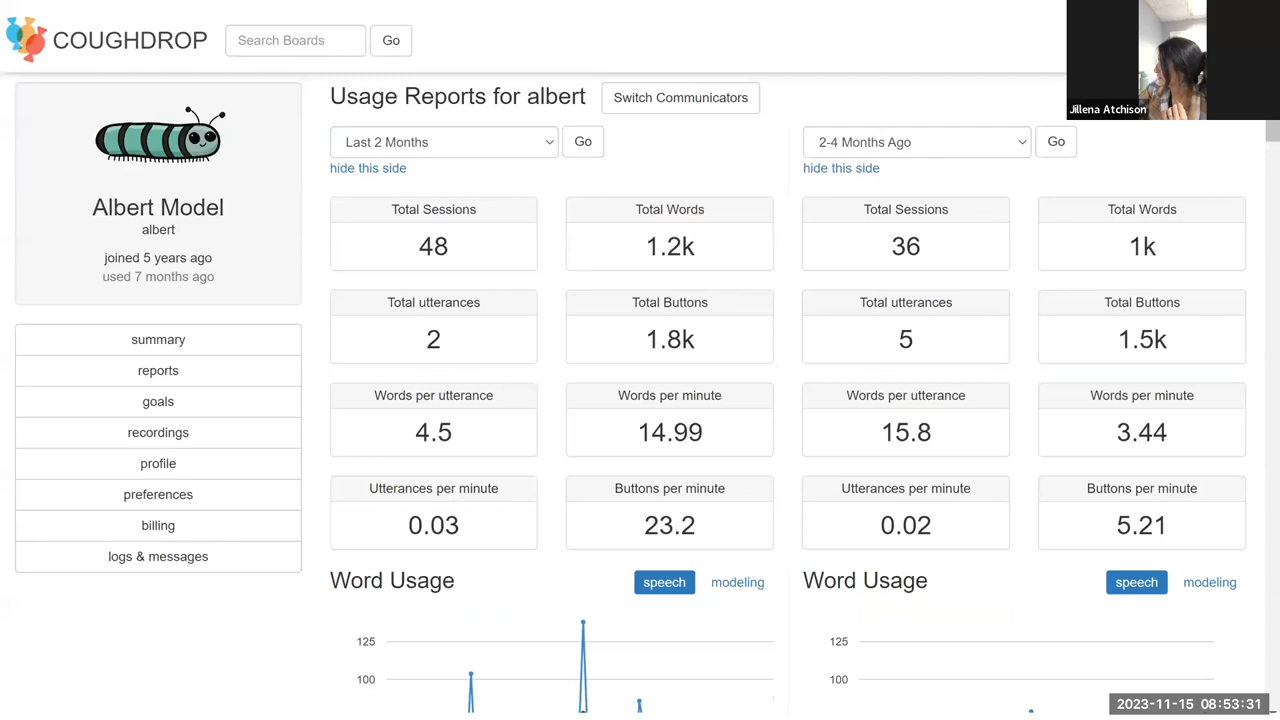 COUGHDROP
Search Boards
Go
Jillena Atchison
Albert Model
albert
joined 5 years ago
used 7 months ago
summary
reports
goals
recordings
profile
preferences
billing
logs & messages
Usage Reports for albert
Switch Communicators
Last 2 Months
Go
hide this side
Total Sessions
48
Total Words
1.2k
Total utterances
2
Total Buttons
1.8k
Words per utterance
4.5
Words per minute
14.99
Utterances per minute
0.03
Buttons per minute
23.2
Word Usage
speech
modeling
125
100
2-4 Months Ago
Go
hide this side
Total Sessions
36
Total Words
1k
Total utterances
5
Total Buttons
1.5k
Words per utterance
15.8
Words per minute
3.44
Utterances per minute
0.02
Buttons per minute
5.21
Word Usage
speech
modeling
125
100
2023-11-15 08:53:31